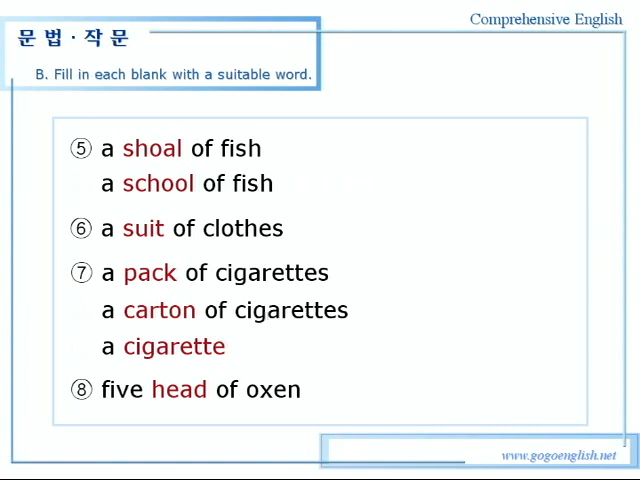 Comprehensive English
문 법 · 작 문
B. Fill in each blank with a suitable word.
⑤ a shoal of fish
a school of fish
⑥ a suit of clothes
⑦ a pack of cigarettes
a carton of cigarettes
a cigarette
⑧ five head of oxen
www.gogoenglish.net